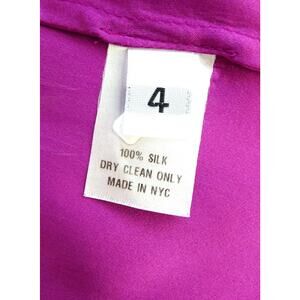 4
100% SILK
DRY CLEAN ONLY
MADE IN NYC